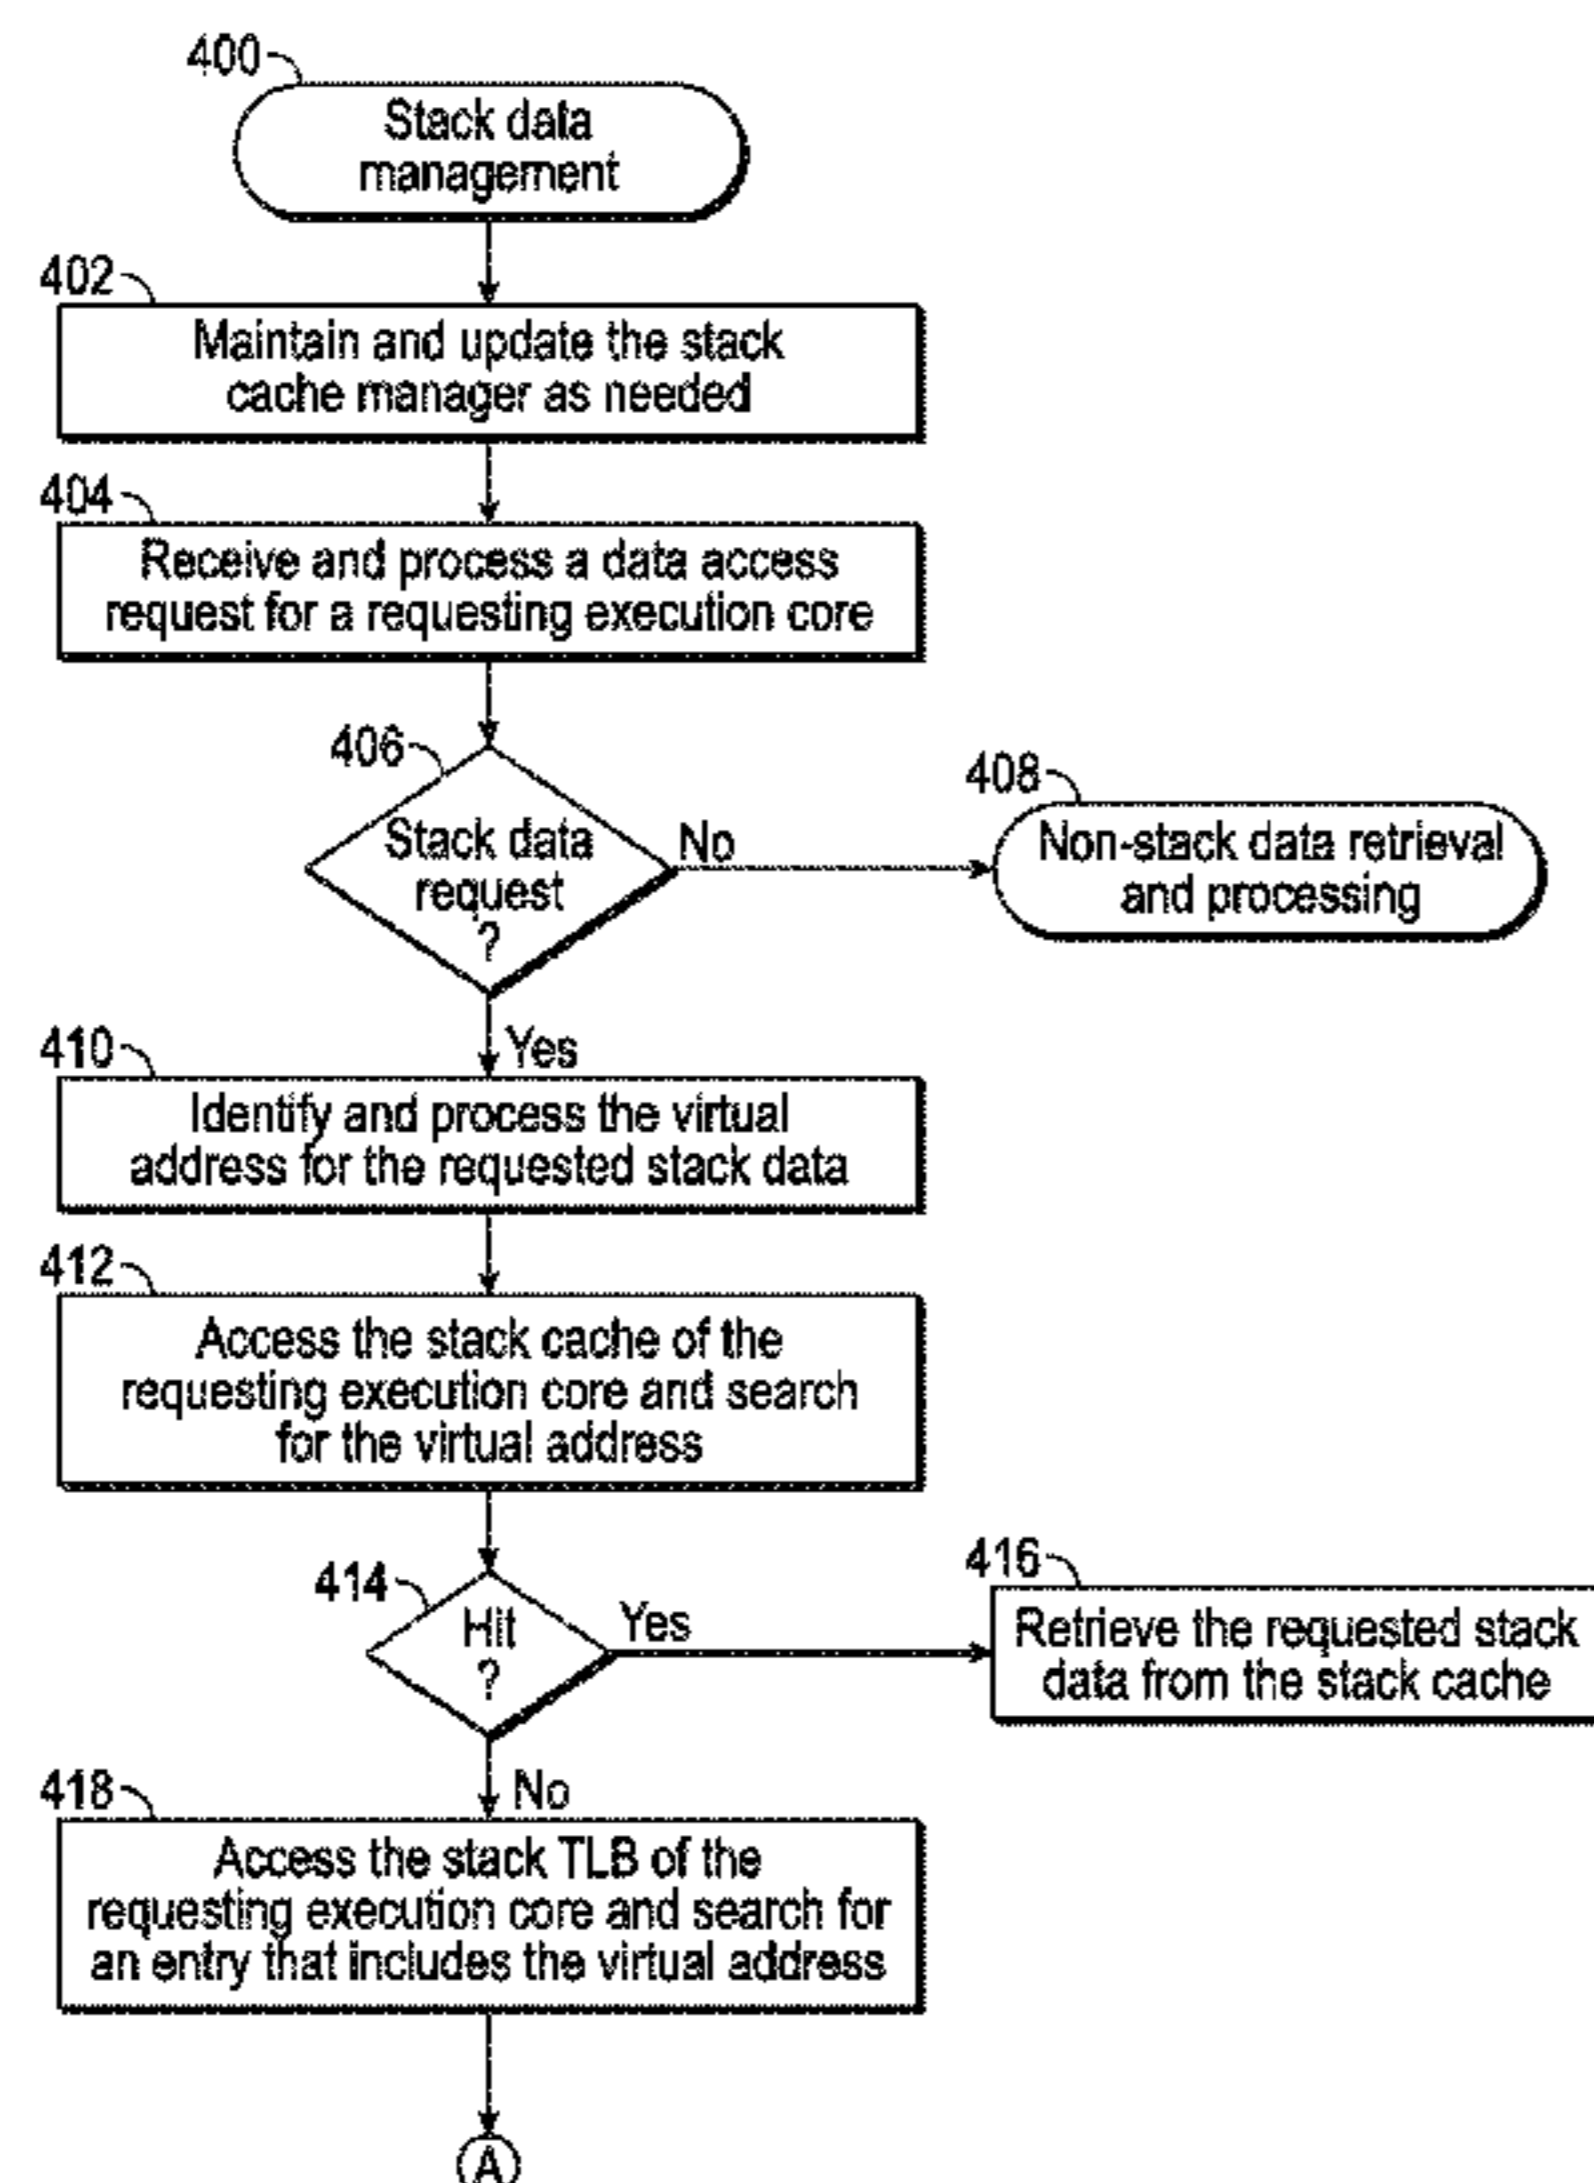 400
Stack data
management
402
Maintain and update the stack
cache manager as needed
404
Receive and process a data access
request for a requesting execution core
406
Stack data
request
?
No
408
Non-stack data retrieval
and processing
Yes
410
Identify and process the virtual
address for the requested stack data
412
Access the stack cache of the
requesting execution core and search
for the virtual address
414
Hit
?
Yes
416
Retrieve the requested stack
data from the stack cache
No
418
Access the stack TLB of the
requesting execution core and search for
an entry that includes the virtual address
A